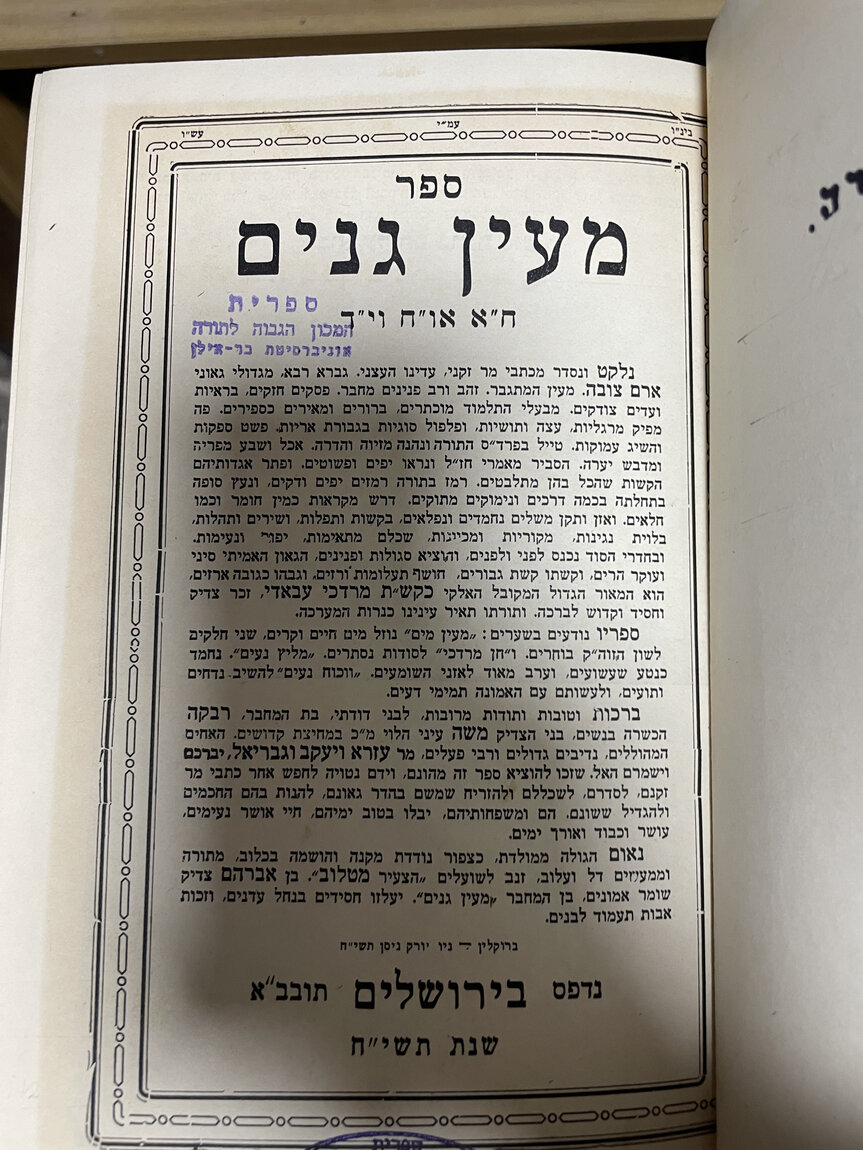 בינ״ו עמ״י עש״ו
ספר
מעין גנים
ח״א או״ח וי״ד
ספרית
המכון הגבוה לתורה
אוניברסיטת בר-אילן
נלקט ונסדר מכתבי מר זקני, עדינו העצני. גברא רבא, מגדולי גאוני
ארם צובה. מעין המתגבר. זהב ורב פנינים מחבר. פסקים חזקים, בראיות
ועדים צודקים. מבעלי התלמוד מוכתרים, ברורים ומאירים כספירים. פה
מפיק מרגליות, עצה ותושיות, ופלפול סוגיות בגבורת אריות. פשט ספקות
והשיג עמוקות. טייל בפרד״ס התורה ונהנה מזיוה והדרה. אכל ושבע מפריה
ומדבש יערה. הסביר מאמרי חז״ל ונראו יפים ופשוטים. ופתר אגדותיהם
הקשות שהכל בהן מתלבטים. רמז בתורה רמזים יפים ודקים, ונעץ סופה
בתחלתה בכמה דרכים ונימוקים מתוקים. דרש מקראות כמין חומר וכמו
חלאים. ואזן ותקן משלים נחמדים ונפלאים, בקשות ותפלות, ושירים ותהלות,
בלוית נגינות, מקוריות ומכייגות, שכלם מתאימות, יפות ונעימות.
ובחדרי הסוד נכנס לפני ולפנים, והוציא סגולות ופנינים, הגאון האמיתי סיני
ועוקר הרים, וקשתו קשת גבורים, חושף תעלומות ורזים, וגבהו כגובה ארזים,
הוא המאור הגדול המקובל האלקי כקש״ת מרדכי עבאדי, זכר צדיק
וחסיד וקדוש לברכה. ותורתו תאיר עינינו כנרות המערכה.
ספריו נודעים בשערים: „מעין מים״ נוזל מים חיים וקרים, שני חלקים
לשון הזוה״ק בוחרים. ו״חן מרדכי״ לסודות נסתרים. „מליץ נעים״. נחמד
כנטע שעשועים, וערב מאוד לאזני השומעים. „וכוח נעים״ להשיב נדחים
ותועים, ולעשותם עם האמונה תמימי דעים.
ברכות וטובות ותודות מרובות, לבני דודתי, בת המחבר, רבקה
הכשרה בנשים, בני הצדיק משה עיני הלוי מ״כ במחיצת קדושים. האחים
המהוללים, נדיבים גדולים ורבי פעלים, מר עזרא ויעקב וגבריאל, יברכם
וישמרם האל. שזכו להוציא ספר זה מהונם, וידם נטויה לחפש אחר כתבי מר
זקנם, לסדרם, לשכללם ולהזריח שמשם בהדר גאונם, להנות בהם החכמים
ולהגדיל ששונם. הם ומשפחותיהם, יבלו בטוב ימיהם, חיי אושר נעימים,
עושר וכבוד ואורך ימים.
נאום הגולה ממולדת, כצפור נודדת מקנה והושמה בכלוב, מתורה
וממעשים דל ועלוב, זנב לשועלים „הצעיר מטלוב״. בן אברהם צדיק
שומר אמונים, בן המחבר „מעין גנים״. יעלזו חסידים בנחל עדנים, וזכות
אבות תעמוד לבנים.
ברוקלין — ניו יורק ניסן תשי״ח
נדפס בירושלים תובב״א
שנת תשי״ח
ספרית